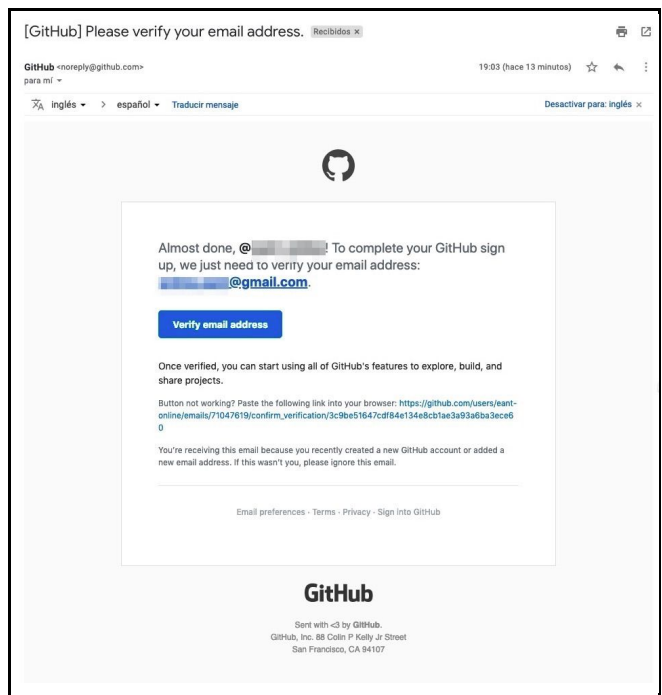 [GitHub] Please verify your email address. Recibidos ×
GitHub <noreply@github.com> 19:03 (hace 13 minutos)
para mí
inglés > español Traducir mensaje Desactivar para: inglés ×
Almost done, @! To complete your GitHub sign
up, we just need to verify your email address:
@gmail.com.
Verify email address
Once verified, you can start using all of GitHub's features to explore, build, and
share projects.
Button not working? Paste the following link into your browser: https://github.com/users/eant-
online/emails/71047619/confirm_verification/3c9be51647cdf84e134e8cb1ae3a93a6ba3ece6
0
You're receiving this email because you recently created a new GitHub account or added a
new email address. If this wasn't you, please ignore this email.
Email preferences · Terms · Privacy · Sign into GitHub
GitHub
Sent with <3 by GitHub.
GitHub, Inc. 88 Colin P Kelly Jr Street
San Francisco, CA 94107